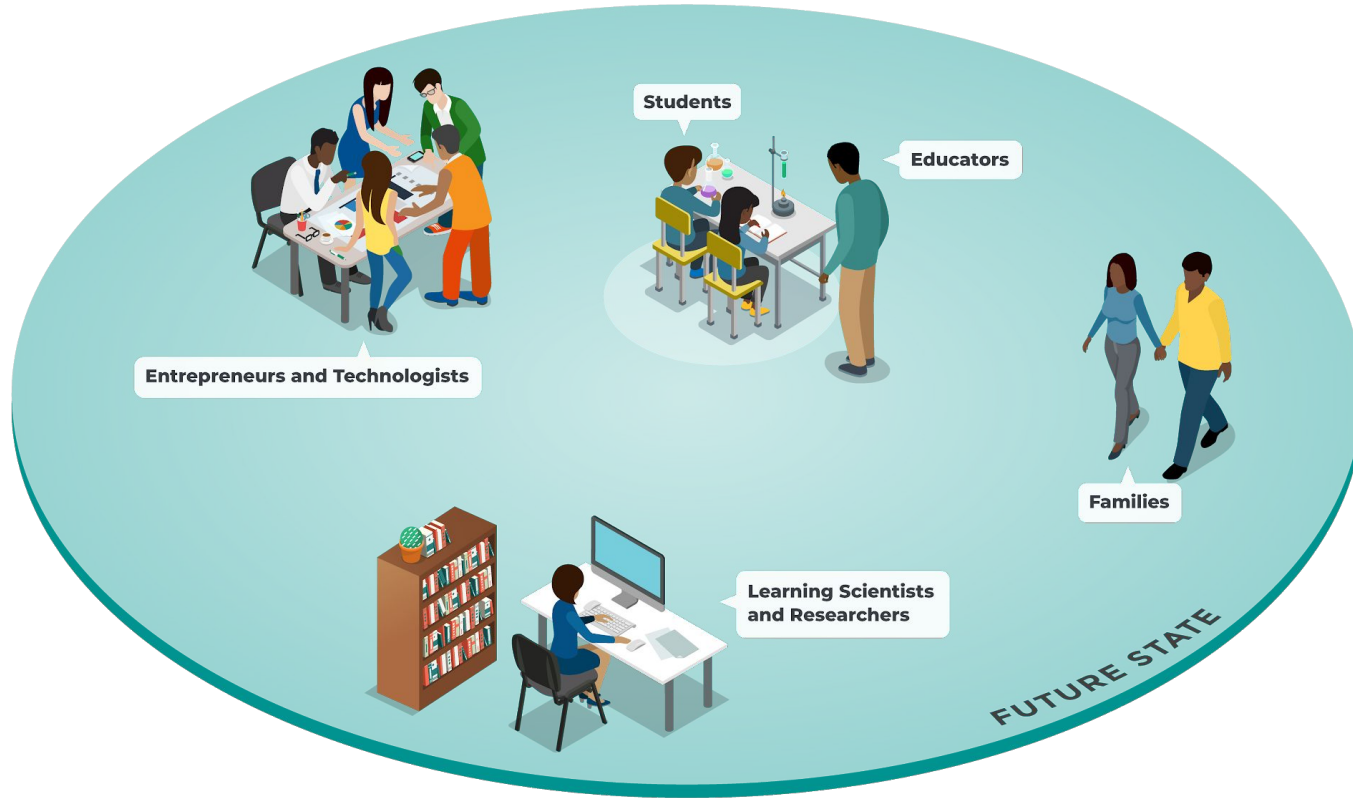 Students
Educators
Entrepreneurs and Technologists
Families
Learning Scientists
and Researchers
FUTURE STATE